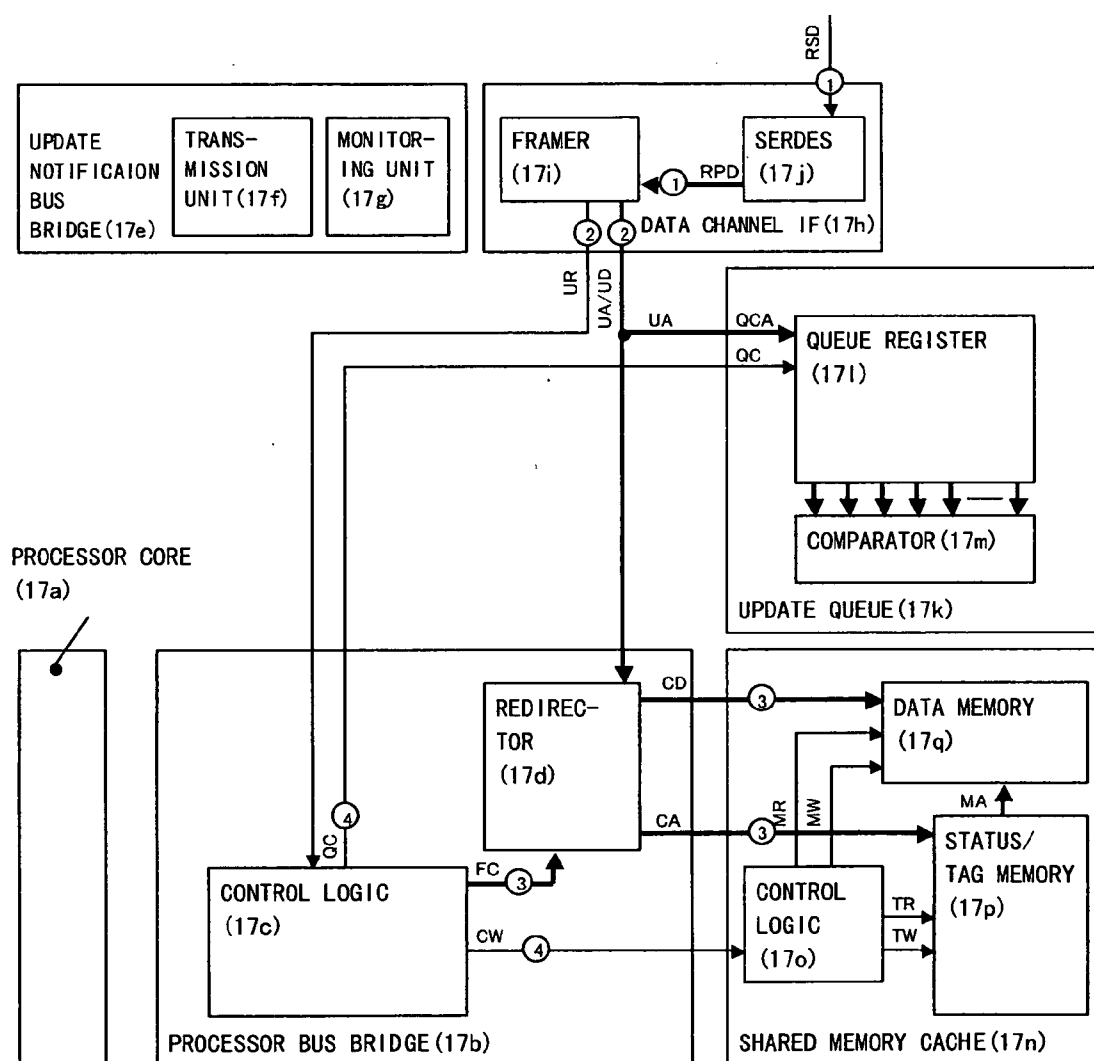 RSD
1
UPDATE
NOTIFICAION
BUS
BRIDGE(17e)
TRANS-
MISSION
UNIT(17f)
MONITOR-
ING UNIT
(17g)
FRAMER
(17i)
RPD
1
SERDES
(17j)
2
2
DATA CHANNEL IF(17h)
UR
UA/UD
UA
QCA
QC
QUEUE REGISTER
(17l)
COMPARATOR(17m)
UPDATE QUEUE(17k)
PROCESSOR CORE
(17a)
REDIREC-
TOR
(17d)
CD
3
DATA MEMORY
(17q)
MR
MW
MA
CA
3
STATUS/
TAG MEMORY
(17p)
4
QC
FC
3
CONTROL LOGIC
(17c)
CW
4
CONTROL
LOGIC
(17o)
TR
TW
PROCESSOR BUS BRIDGE(17b)
SHARED MEMORY CACHE(17n)